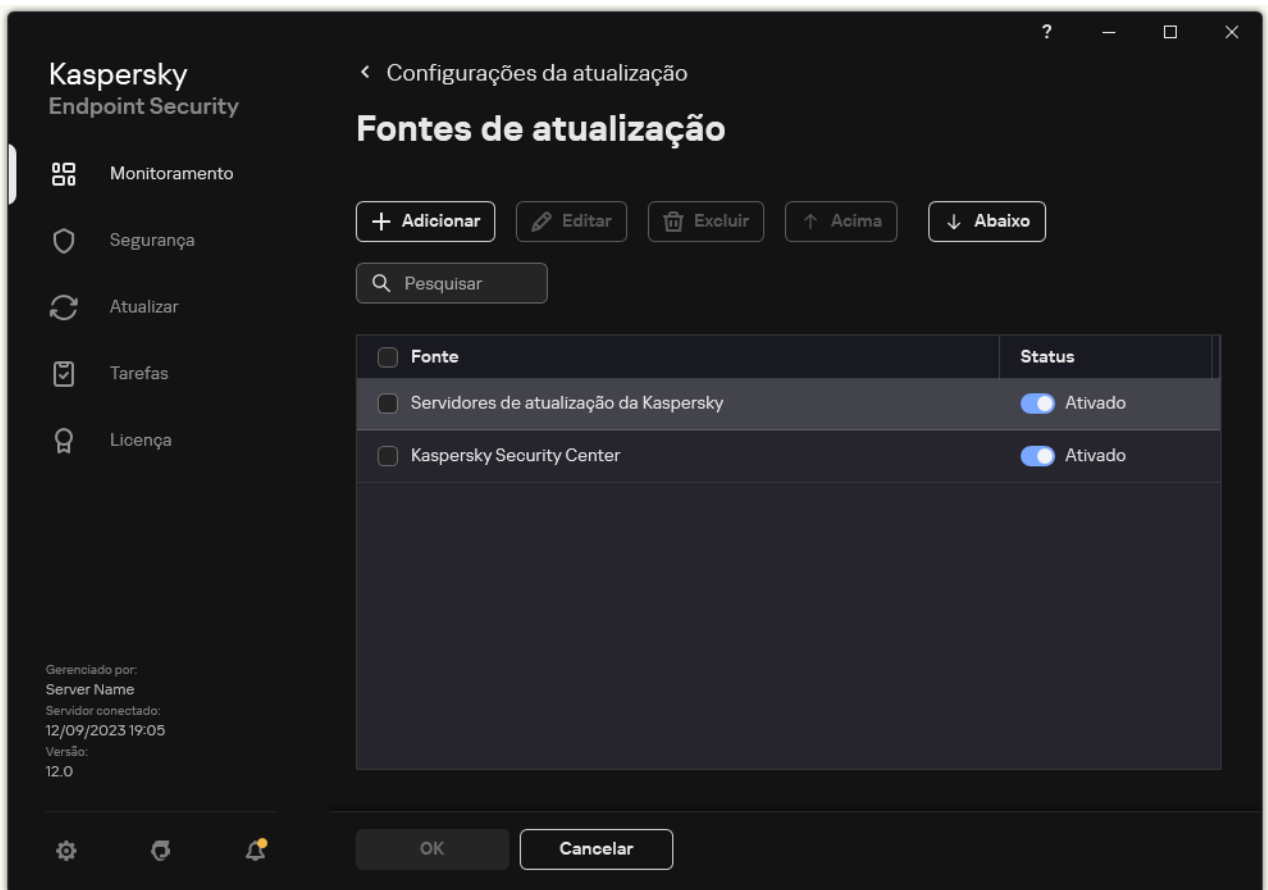 ?
Kaspersky
Endpoint Security
Monitoramento
Segurança
Atualizar
Tarefas
Licença
Gerenciado por:
Server Name
Servidor conectado:
12/09/2023 19:05
Versão:
12.0
Configurações da atualização
Fontes de atualização
Adicionar Editar Excluir Acima Abaixo
Pesquisar
Fonte Status
Servidores de atualização da Kaspersky Ativado
Kaspersky Security Center Ativado
OK Cancelar